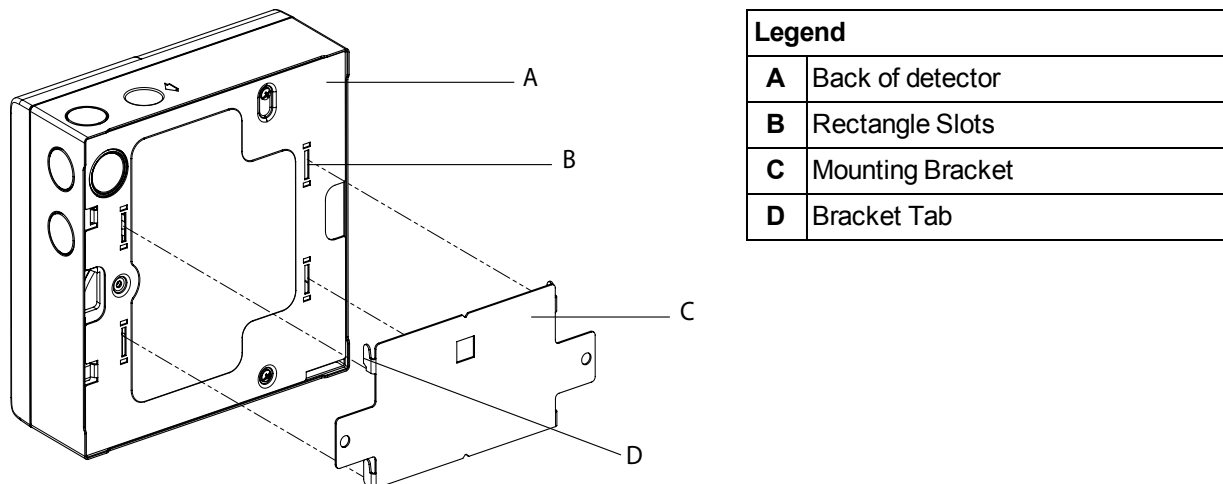 A
B
C
D
Legend
A Back of detector
B Rectangle Slots
C Mounting Bracket
D Bracket Tab